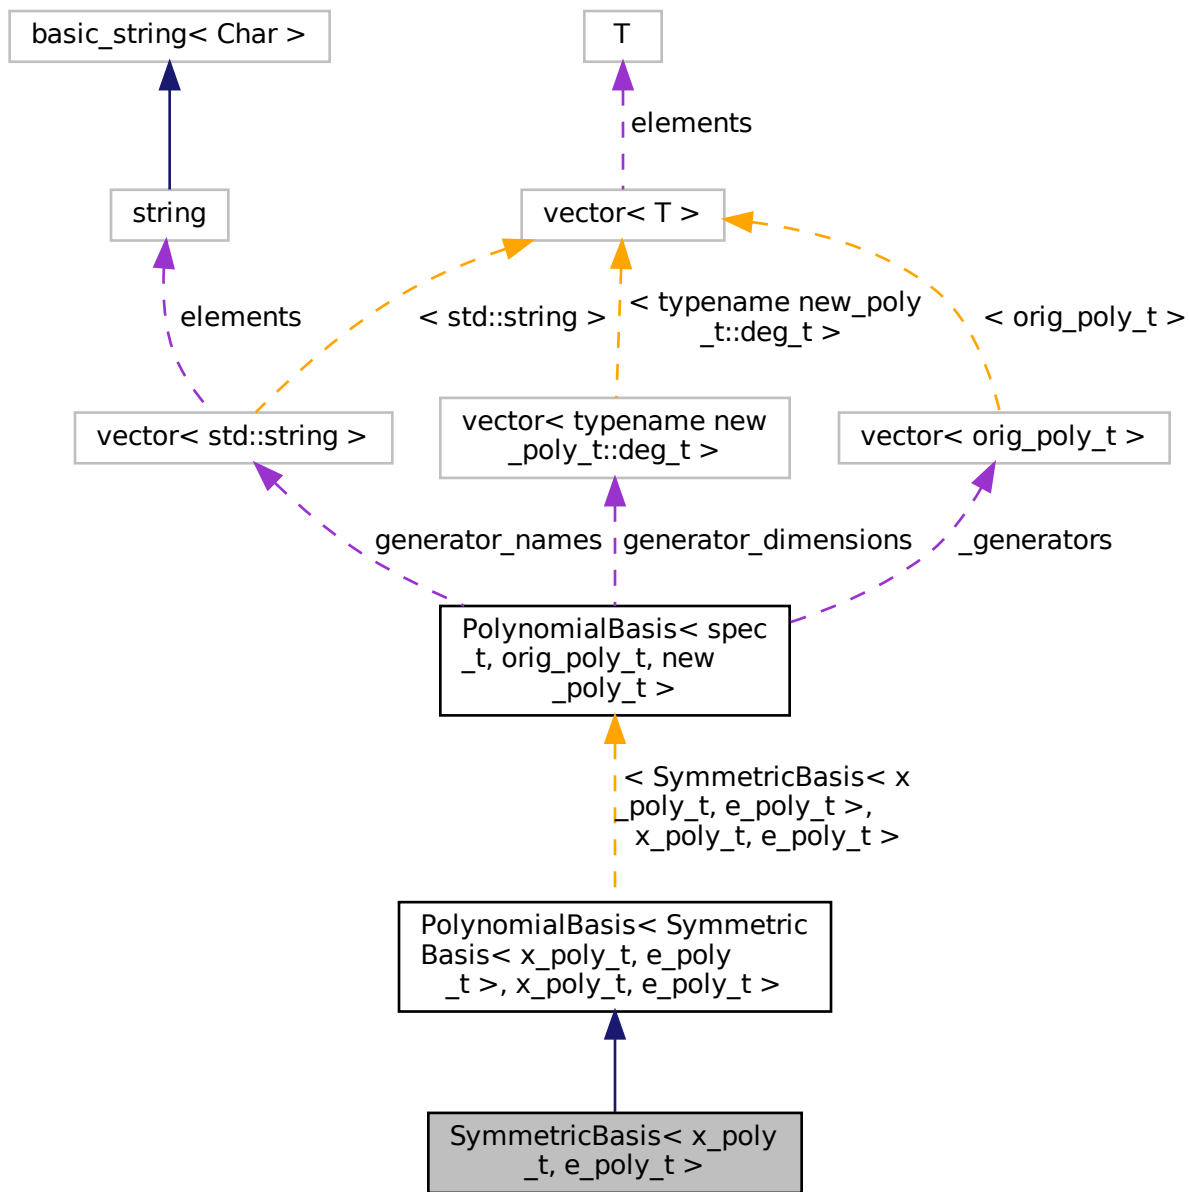 basic_string< Char >
T
elements
string
vector< T >
elements
< std::string >
< typename new_poly
_t::deg_t >
< orig_poly_t >
vector< std::string >
vector< typename new
_poly_t::deg_t >
vector< orig_poly_t >
generator_names
generator_dimensions
_generators
PolynomialBasis< spec
_t, orig_poly_t, new
_poly_t >
< SymmetricBasis< x
_poly_t, e_poly_t >,
x_poly_t, e_poly_t >
PolynomialBasis< Symmetric
Basis< x_poly_t, e_poly
_t >, x_poly_t, e_poly_t >
SymmetricBasis< x_poly
_t, e_poly_t >